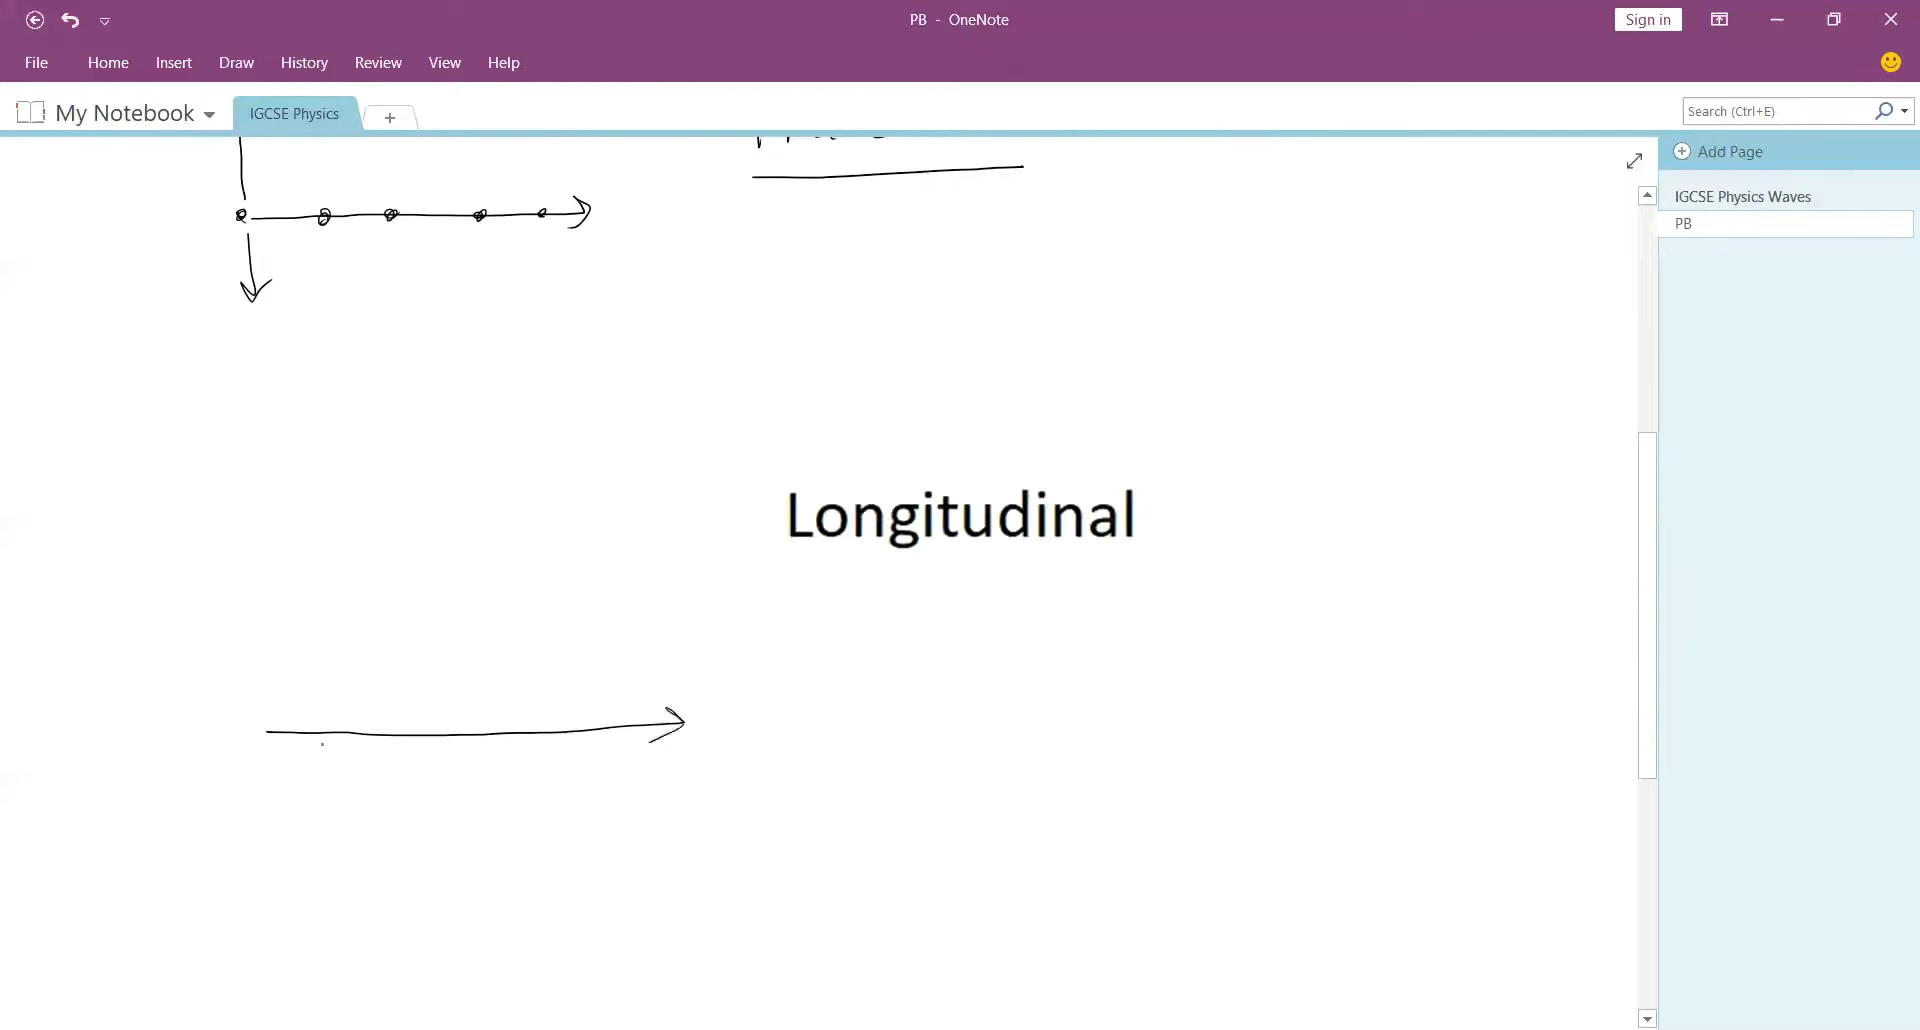 PB - OneNote
Sign in
File Home Insert Draw History Review View Help
My Notebook
IGCSE Physics
+
Search (Ctrl+E)
Add Page
IGCSE Physics Waves
PB
Longitudinal